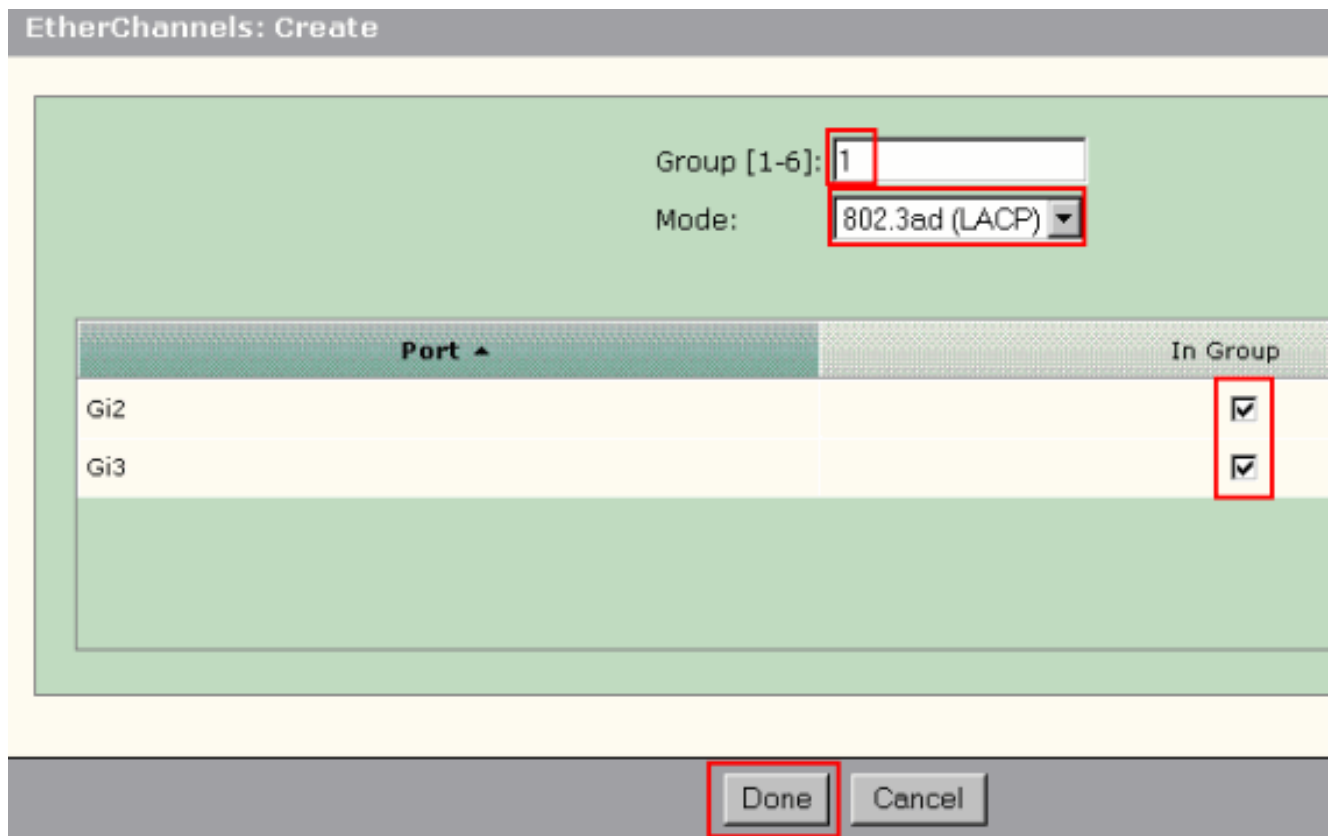 EtherChannels: Create
Group [1-6]: 1
Mode: 802.3ad (LACP)
Port In Group
Gi2
Gi3
Done Cancel